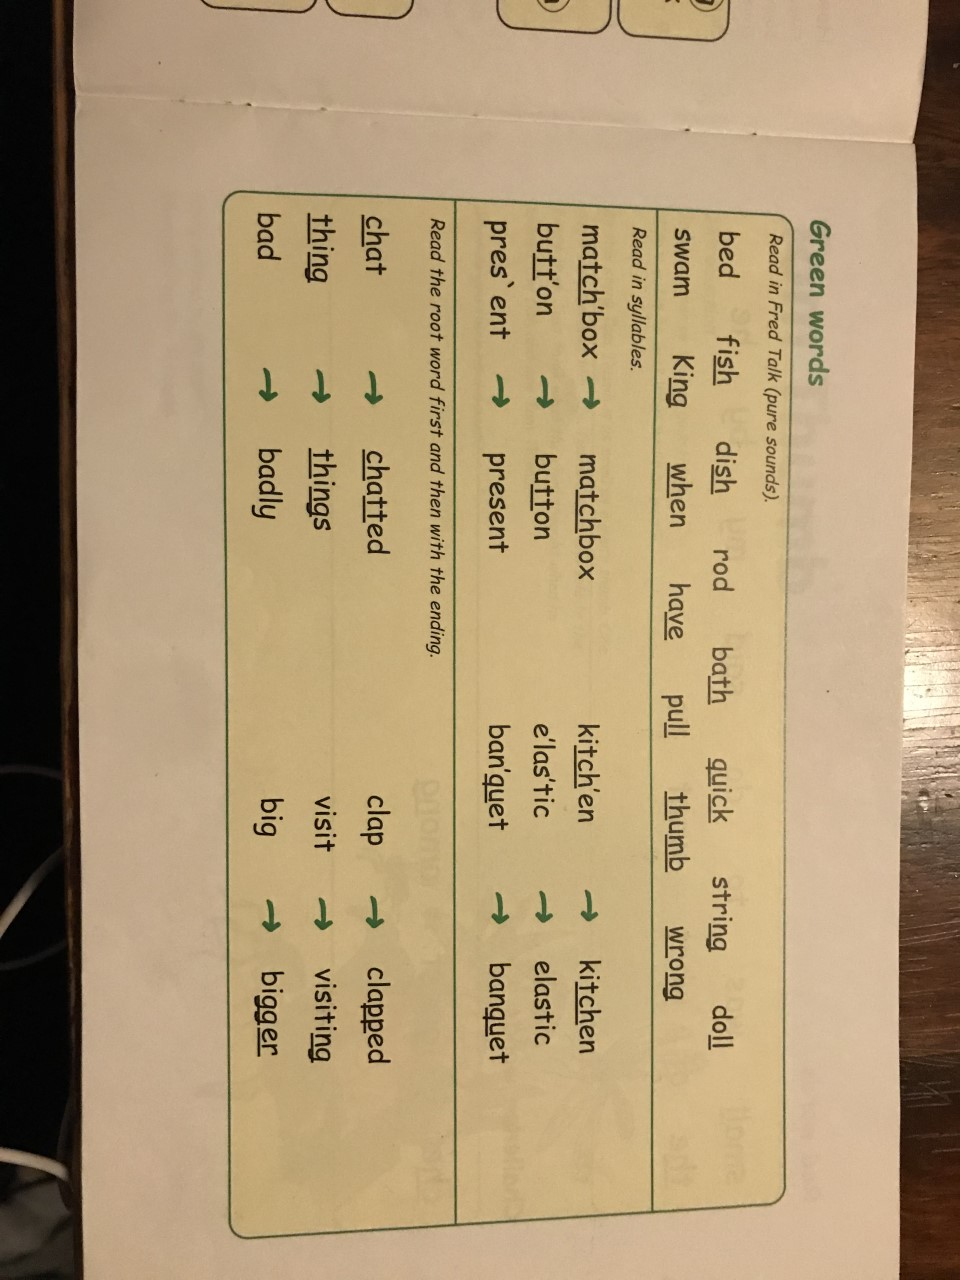 Green words
Read in Fred Talk (pure sounds).
bed fish dish rod bath quick string doll
swam King when have pull thumb wrong
Read in syllables.
match'box → matchbox kitch'en → kitchen
butt'on → button e'las'tic → elastic
pres`ent → present ban'quet → banquet
Read the root word first and then with the ending.
chat → chatted clap → clapped
thing → things visit → visiting
bad → badly big → bigger